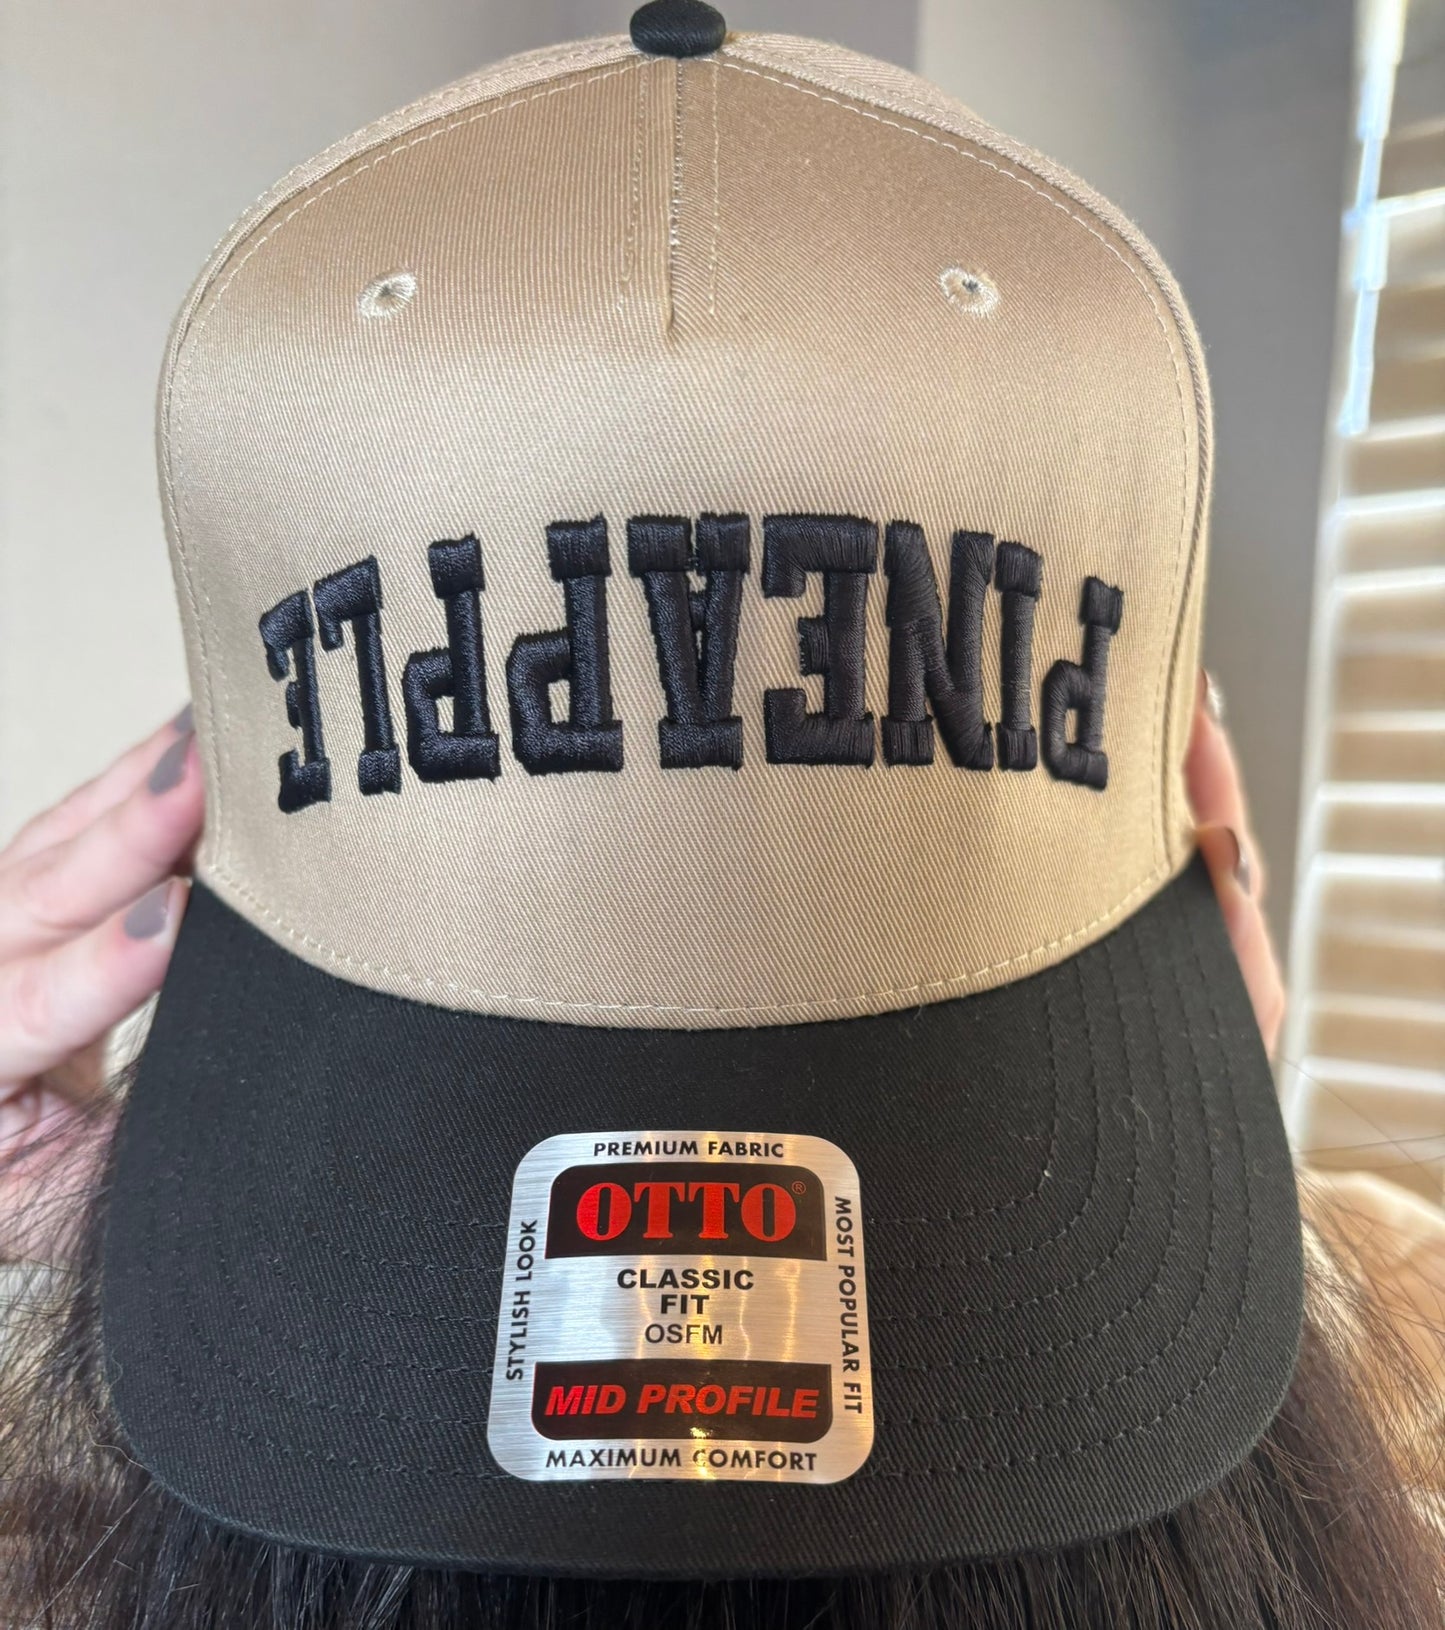 PINEAPPLE
PREMIUM FABRIC
OTTO®
CLASSIC
FIT
OSFM
MID PROFILE
MAXIMUM COMFORT
STYLISH LOOK
MOST POPULAR FIT